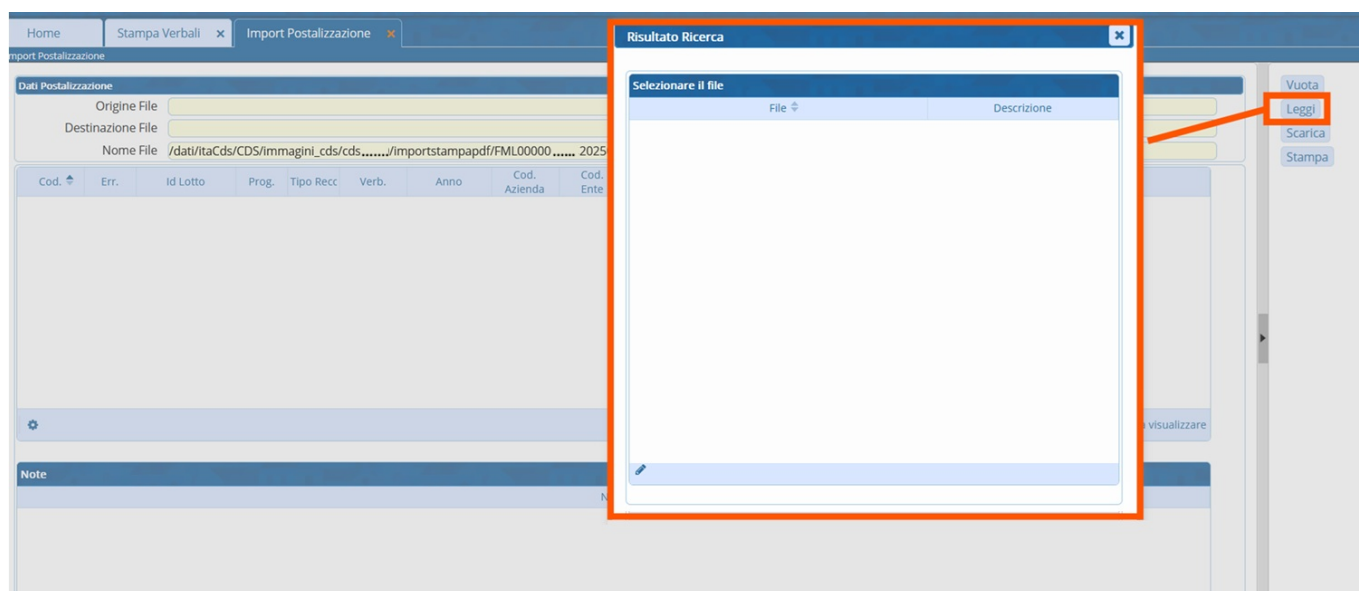 Home
Stampa Verbali
Import Postalizzazione
mport Postalizzazione
Dati Postalizzazione
Origine File
Destinazione File
Nome File /dati/itaCds/CDS/immagini_cds/cds......./importstampapdf/FML00000...... 2025
Cod. Err. Id Lotto Prog. Tipo Recc Verb. Anno Cod. Azienda Cod. Ente
visualizzare
Note
N
Risultato Ricerca
Selezionare il file
File Descrizione
Vuota
Leggi
Scarica
Stampa